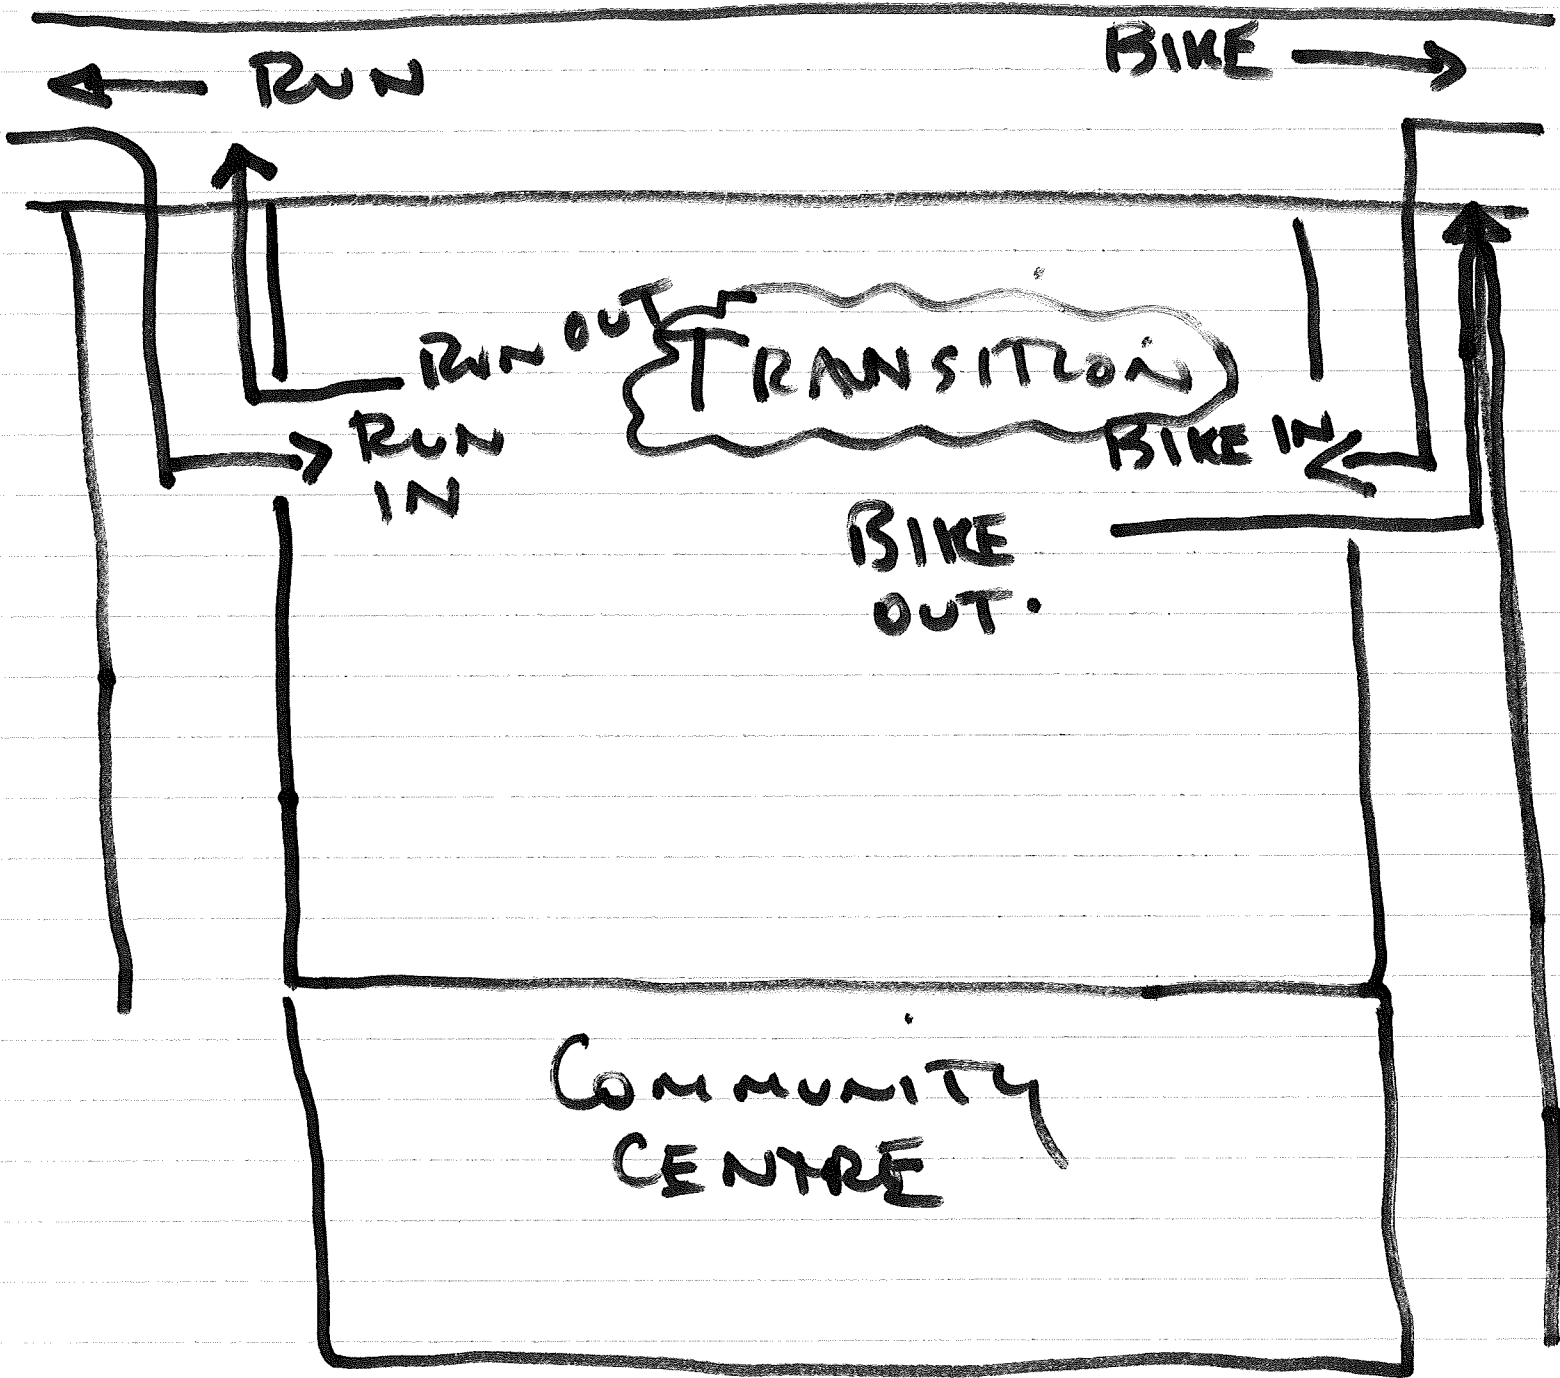 RUN
BIKE
RUN OUT
TRANSITION
RUN
IN
BIKE IN
BIKE
OUT.
COMMUNITY
CENTRE